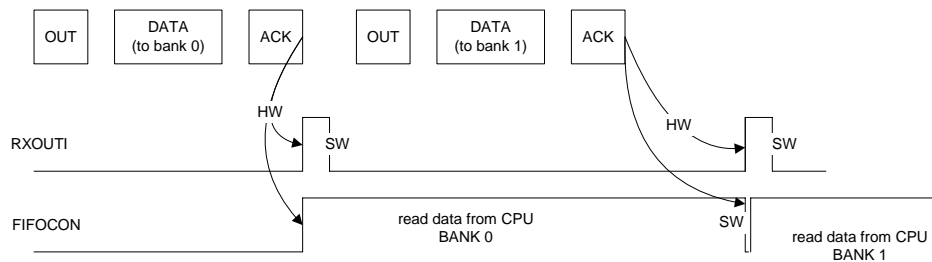 OUT
DATA
(to bank 0)
ACK
OUT
DATA
(to bank 1)
ACK
HW
HW
RXOUTI
SW
SW
FIFOCON
read data from CPU
BANK 0
SW
read data from CPU
BANK 1